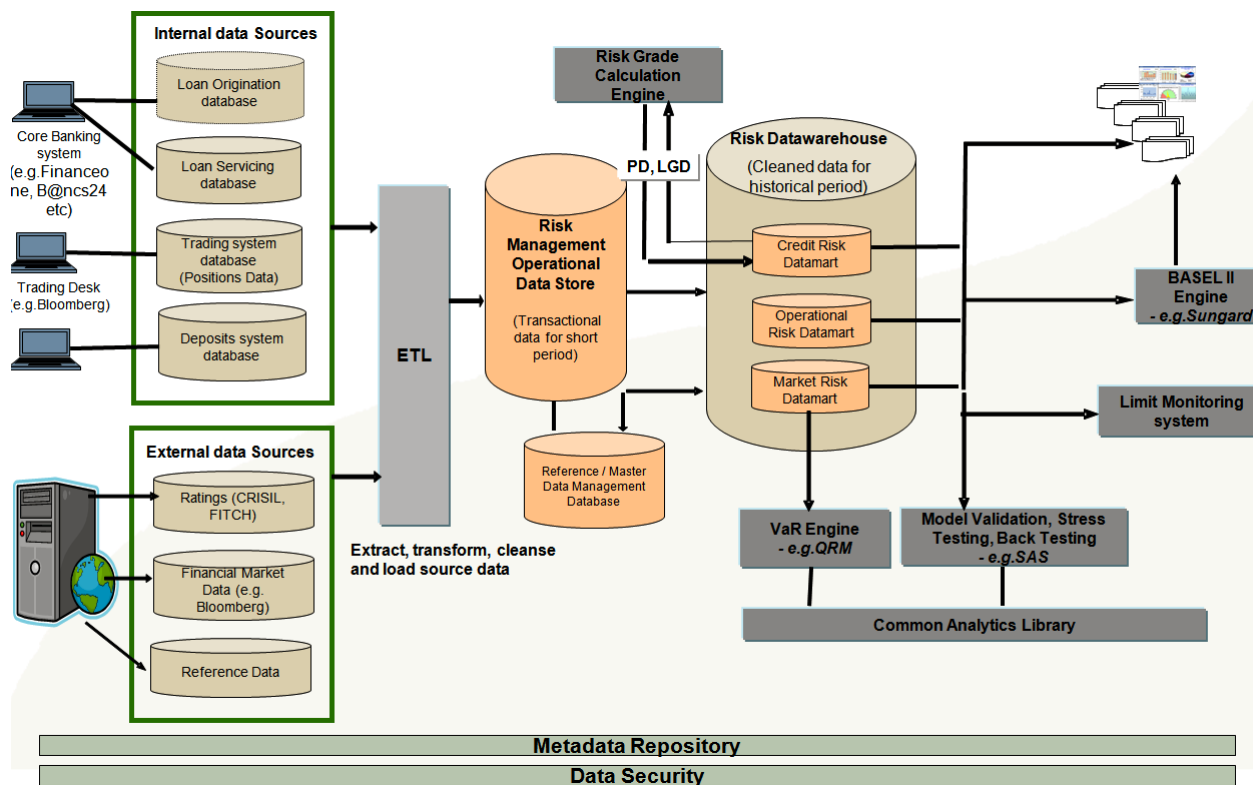 Internal data Sources
Loan Origination
database
Core Banking
system
(e.g.Financeo
ne, B@ncs24
etc)
Loan Servicing
database
Trading system
database
(Positions Data)
Trading Desk
(e.g.Bloomberg)
Deposits system
database
External data Sources
Ratings (CRISIL,
FITCH)
Financial Market
Data (e.g.
Bloomberg)
Reference Data
ETL
Extract, transform, cleanse
and load source data
Risk
Management
Operational
Data Store
(Transactional
data for short
period)
Reference / Master
Data Management
Database
Risk Grade
Calculation
Engine
PD, LGD
Risk Datawarehouse
(Cleaned data for
historical period)
Credit Risk
Datamart
Operational
Risk Datamart
Market Risk
Datamart
BASEL II
Engine
- e.g.Sungard
Limit Monitoring
system
VaR Engine
- e.g.QRM
Model Validation, Stress
Testing, Back Testing
- e.g.SAS
Common Analytics Library
Metadata Repository
Data Security